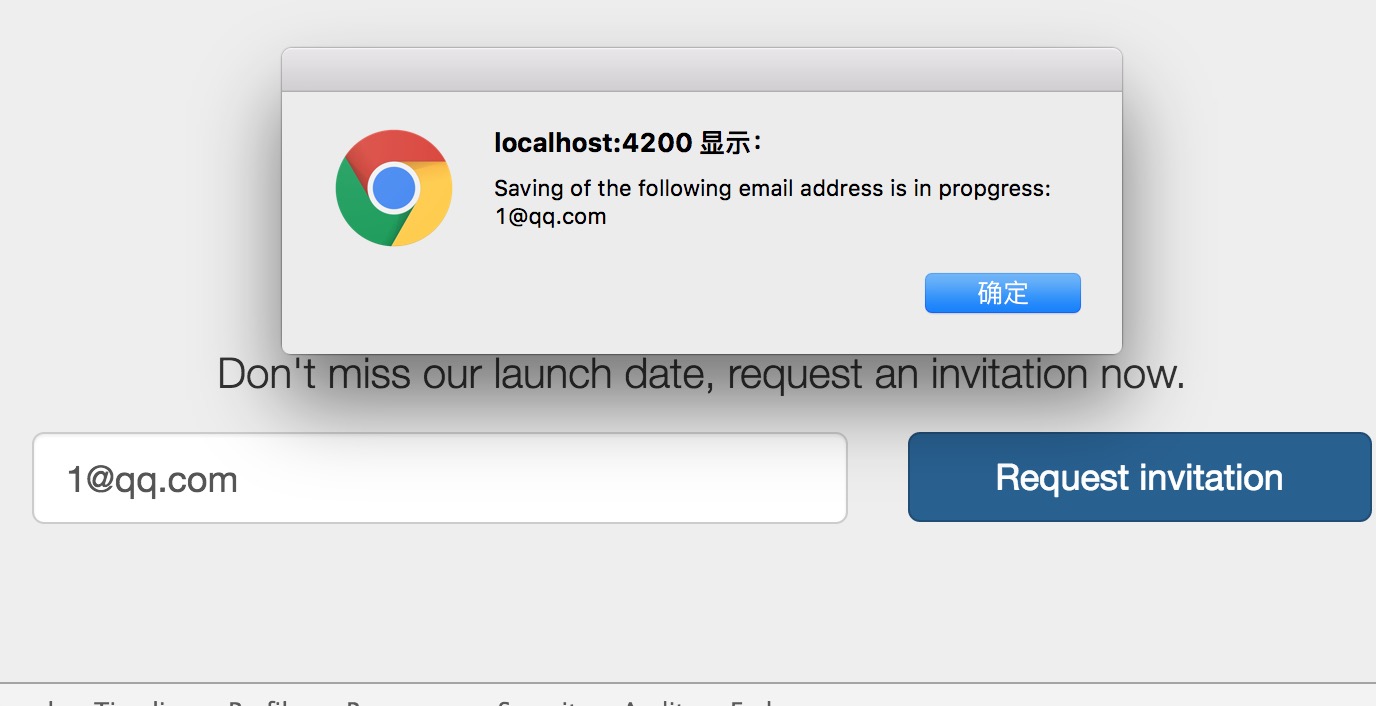 localhost:4200 显示：
Saving of the following email address is in propgress:
1@qq.com
确定
Don't miss our launch date, request an invitation now.
1@qq.com
Request invitation